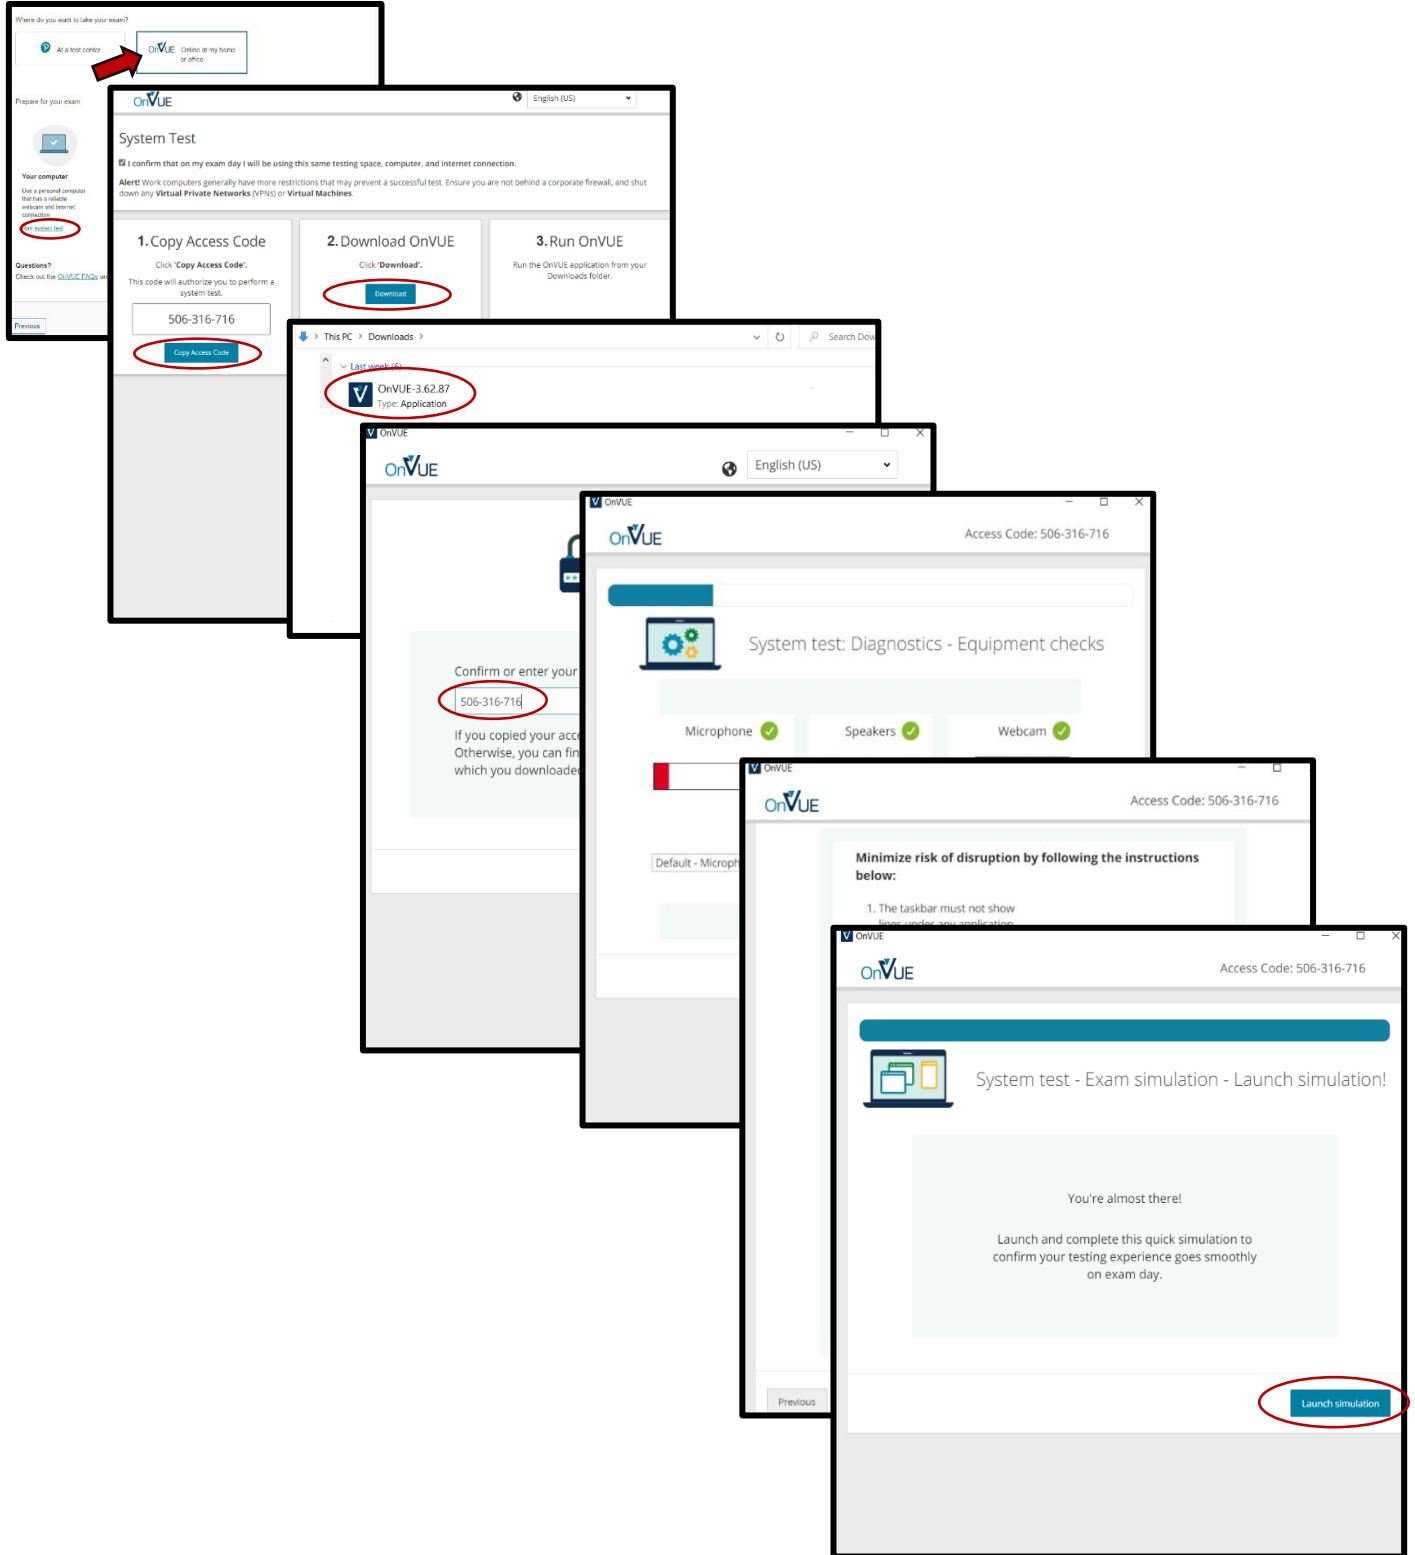 Where do you want to take your exam?
At a test center
OnVUE Online at my home
or office
Prepare for your exam
Your computer
Use a personal computer
that has a reliable
webcam and internet
connection
Run system test
Questions?
Check out the OnVUE FAQs an
Previous
OnVUE
English (US)
System Test
I confirm that on my exam day I will be using this same testing space, computer, and internet connection.
Alert! Work computers generally have more restrictions that may prevent a successful test. Ensure you are not behind a corporate firewall, and shut
down any Virtual Private Networks (VPNs) or Virtual Machines.
1. Copy Access Code
Click 'Copy Access Code'.
This code will authorize you to perform a
system test.
506-316-716
Copy Access Code
2. Download OnVUE
Click 'Download'.
Download
3. Run OnVUE
Run the OnVUE application from your
Downloads folder.
> This PC > Downloads >
Search Dow
Last week (6)
OnVUE-3.62.87
Type: Application
OnVUE
OnVUE
English (US)
Confirm or enter your
506-316-716
If you copied your acce
Otherwise, you can fin
which you downloaded
OnVUE
OnVUE
Access Code: 506-316-716
System test: Diagnostics - Equipment checks
Microphone
Speakers
Webcam
Default - Microph
OnVUE
OnVUE
Access Code: 506-316-716
Minimize risk of disruption by following the instructions
below:
1. The taskbar must not show
lines under any application
Previous
OnVUE
OnVUE
Access Code: 506-316-716
System test - Exam simulation - Launch simulation!
You're almost there!
Launch and complete this quick simulation to
confirm your testing experience goes smoothly
on exam day.
Launch simulation